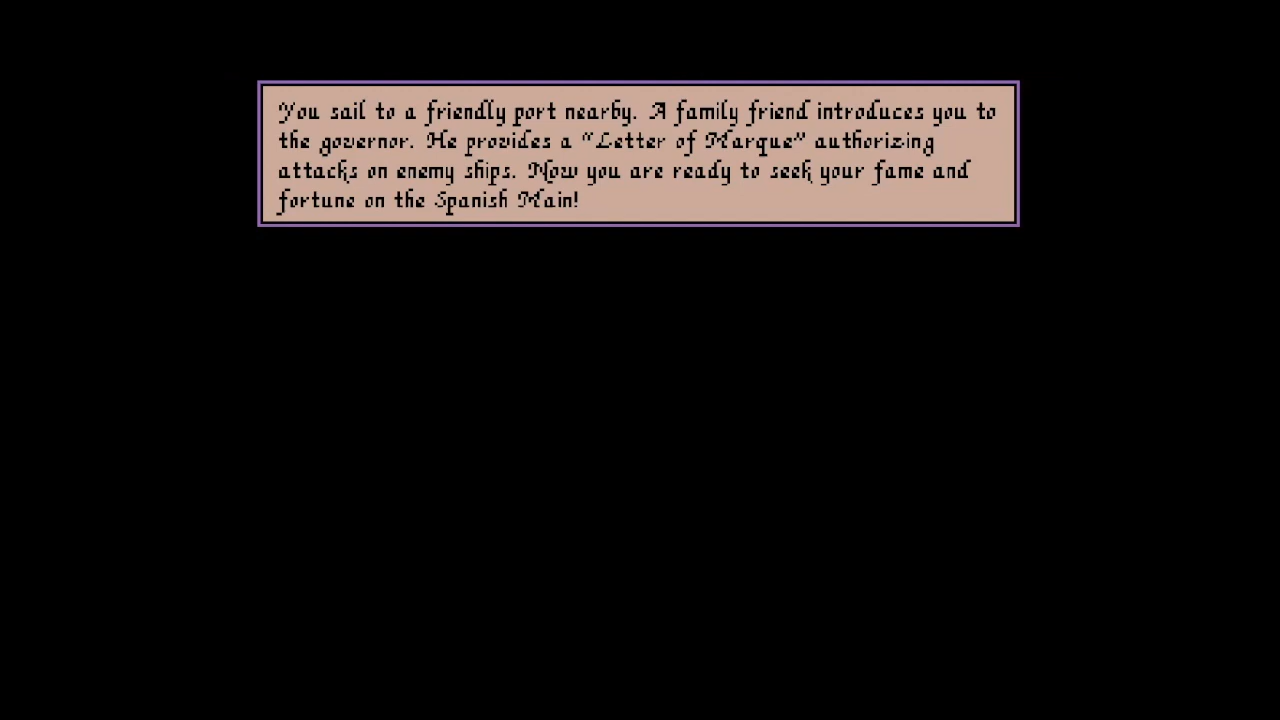 You sail to a friendly port nearby. A family friend introduces you to
the governor. He provides a "Letter of Marque" authorizing
attacks on enemy ships. Now you are ready to seek your fame and
fortune on the Spanish Main!